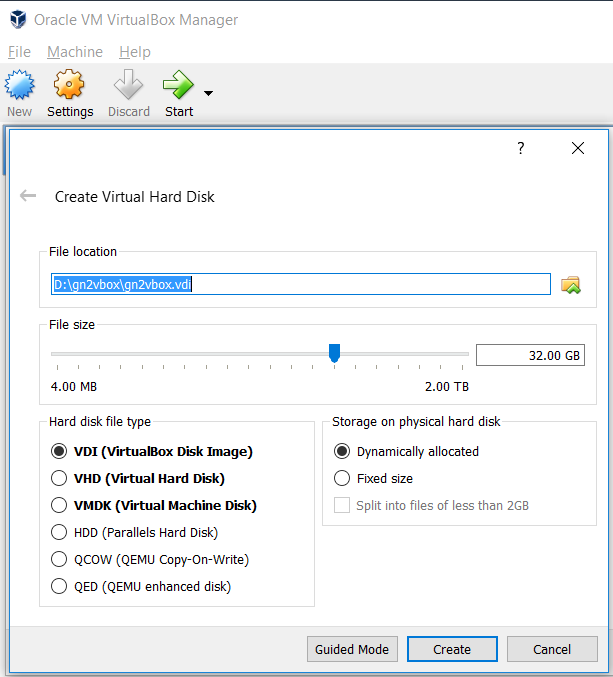 Oracle VM VirtualBox Manager
File Machine Help
New Settings Discard Start
?
Create Virtual Hard Disk
File location
D:\gn2vbox\gn2vbox.vdi
File size
32.00 GB
4.00 MB 2.00 TB
Hard disk file type
VDI (VirtualBox Disk Image)
VHD (Virtual Hard Disk)
VMDK (Virtual Machine Disk)
HDD (Parallels Hard Disk)
QCOW (QEMU Copy-On-Write)
QED (QEMU enhanced disk)
Storage on physical hard disk
Dynamically allocated
Fixed size
Split into files of less than 2GB
Guided Mode Create Cancel